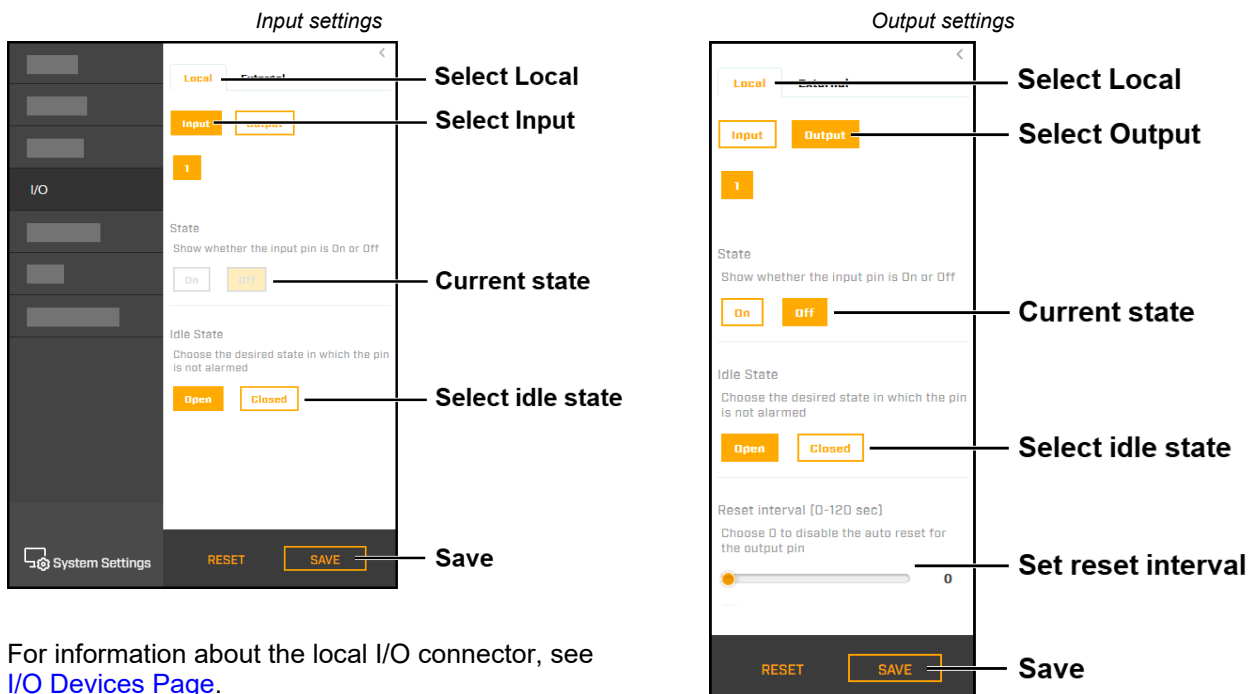 Input settings
Local External
Select Local
Input Output
Select Input
1
I/O
State
Show whether the input pin is On or Off
On Off
Current state
Idle State
Choose the desired state in which the pin
is not alarmed
Open Closed
Select idle state
System Settings
RESET SAVE
Save
For information about the local I/O connector, see
I/O Devices Page.
Output settings
Local External
Select Local
Input Output
Select Output
1
State
Show whether the input pin is On or Off
On Off
Current state
Idle State
Choose the desired state in which the pin
is not alarmed
Open Closed
Select idle state
Reset interval (0-120 sec)
Choose 0 to disable the auto reset for
the output pin
0
Set reset interval
RESET SAVE
Save